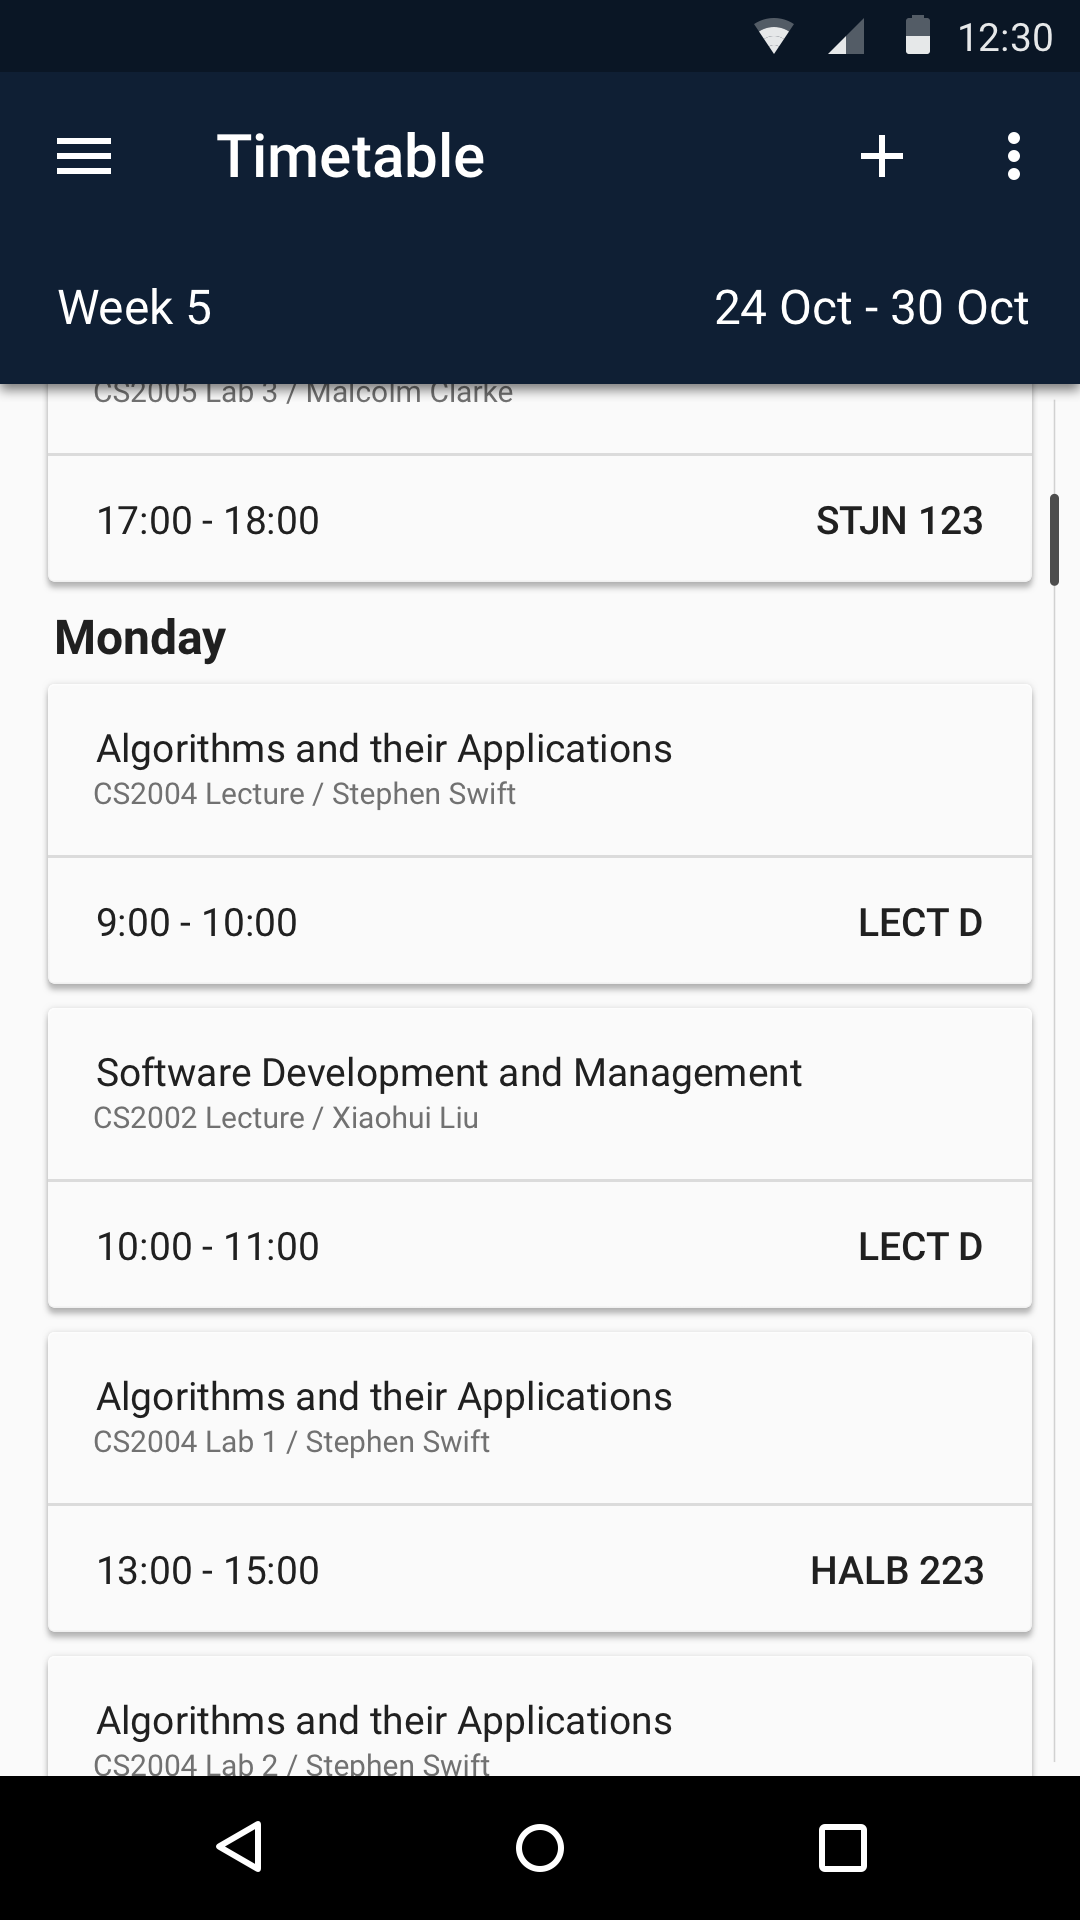 12:30
Timetable
Week 5
24 Oct - 30 Oct
CS2005 Lab 3 / Malcolm Clarke
17:00 - 18:00
STJN 123
Monday
Algorithms and their Applications
CS2004 Lecture / Stephen Swift
9:00 - 10:00
LECT D
Software Development and Management
CS2002 Lecture / Xiaohui Liu
10:00 - 11:00
LECT D
Algorithms and their Applications
CS2004 Lab 1 / Stephen Swift
13:00 - 15:00
HALB 223
Algorithms and their Applications
CS2004 Lab 2 / Stephen Swift